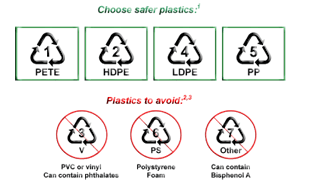 Choose safer plastics:1
1 2 4 5
PETE HDPE LDPE PP
Plastics to avoid:2,3
3 6 7
V PS Other
PVC or vinyl Polystyrene Can contain
Can contain phthalates Foam Bisphenol A